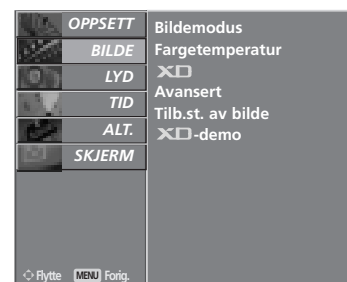 OPPSETT
BILDE
LYD
TID
ALT.
SKJERM
Bildemodus
Fargetemperatur
XD
Avansert
Tilb.st. av bilde
XD-demo
Flytte MENU Forig.